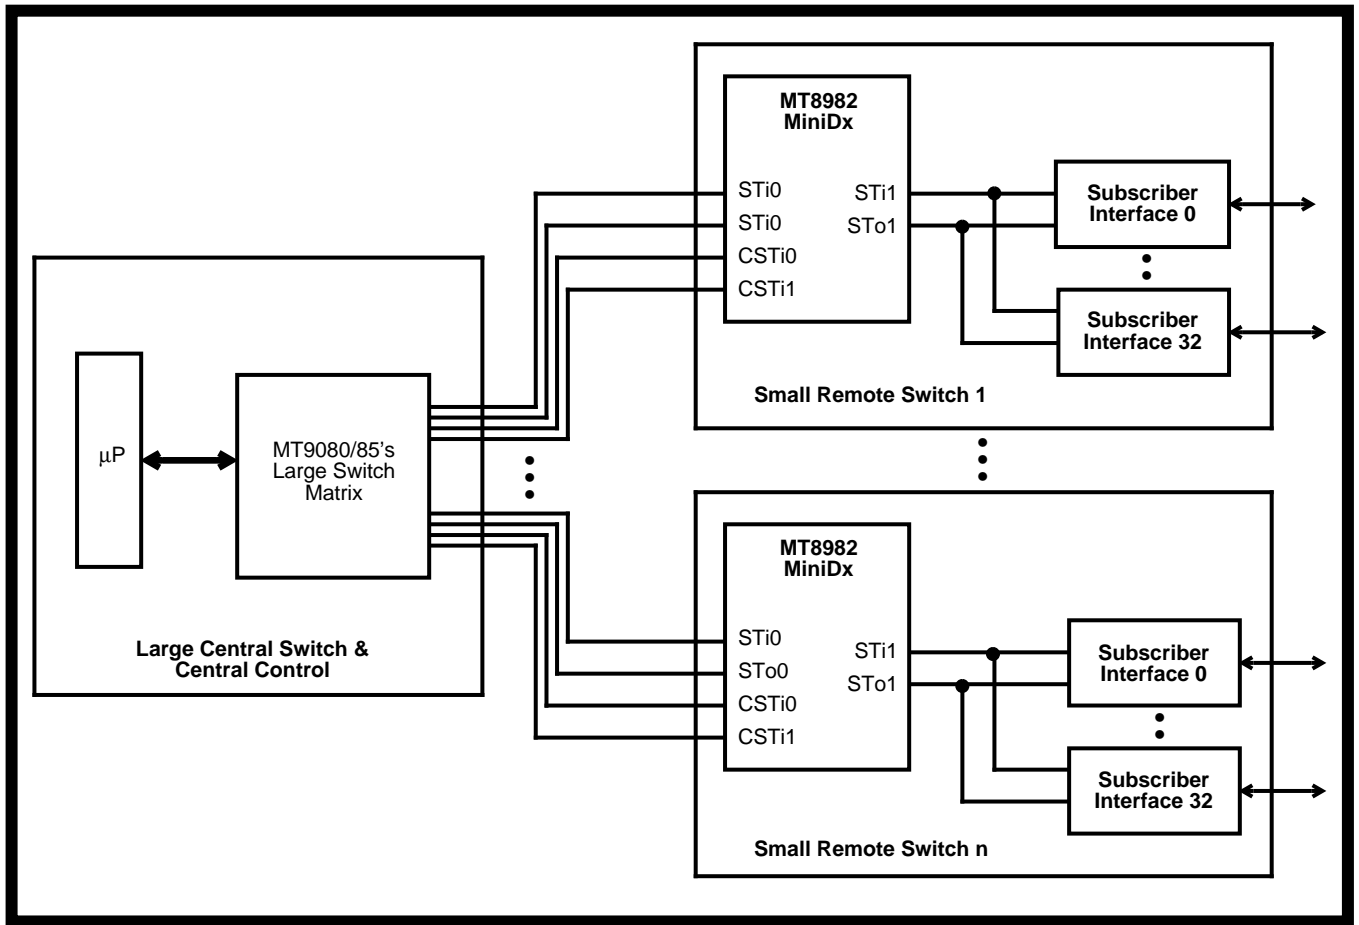 MT8982
MiniDx
STi0
STi0
CSTi0
CSTi1
STi1
STo1
Subscriber
Interface 0
Subscriber
Interface 32
Small Remote Switch 1
μP
MT9080/85's
Large Switch
Matrix
Large Central Switch &
Central Control
MT8982
MiniDx
STi0
STo0
CSTi0
CSTi1
STi1
STo1
Subscriber
Interface 0
Subscriber
Interface 32
Small Remote Switch n